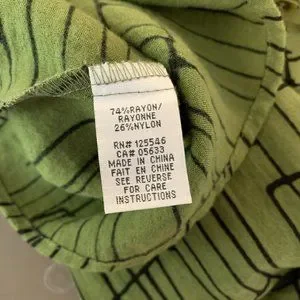 74%RAYON/
RAYONNE
26%NYLON
RN# 125546
CA# 05633
MADE IN CHINA
FAIT EN CHINE
SEE REVERSE
FOR CARE
INSTRUCTIONS